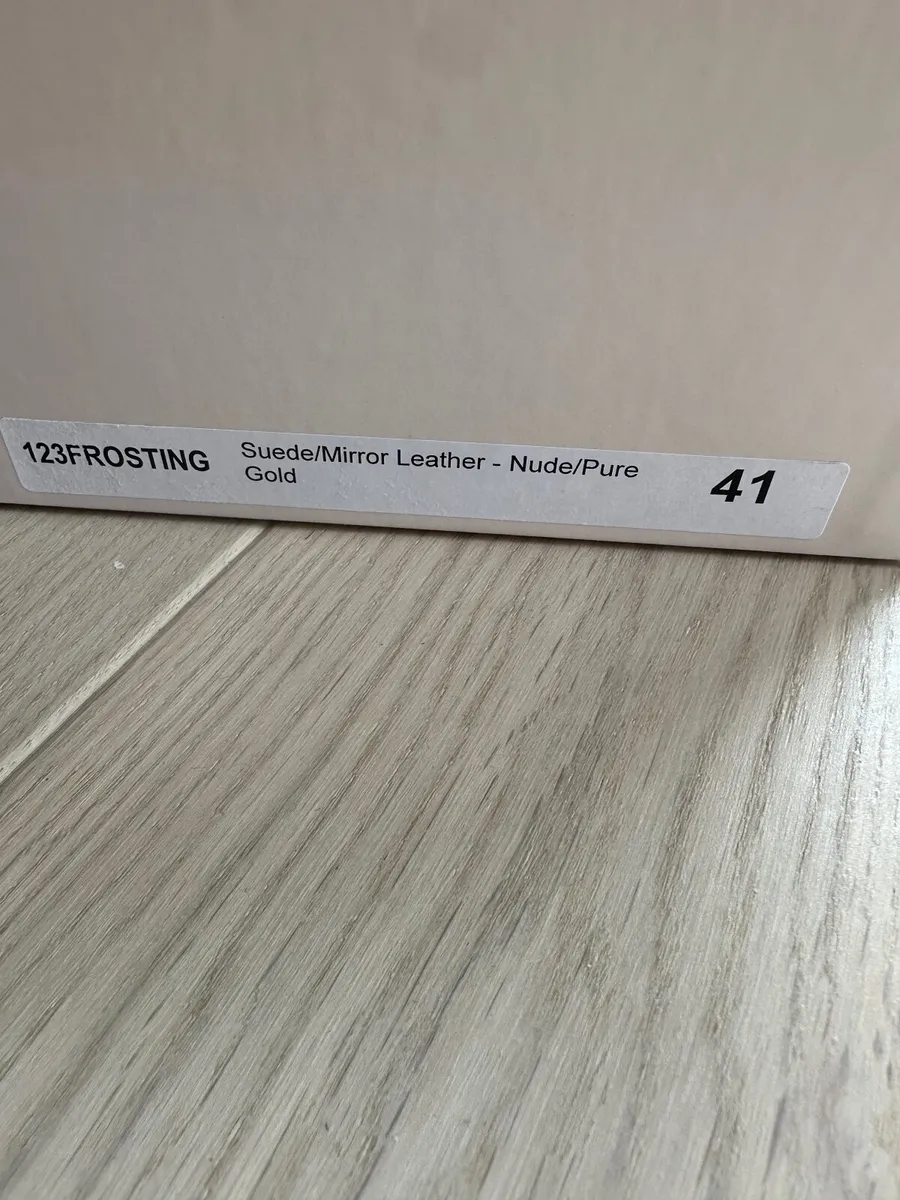 123FROSTING
Suede/Mirror Leather - Nude/Pure
Gold
41